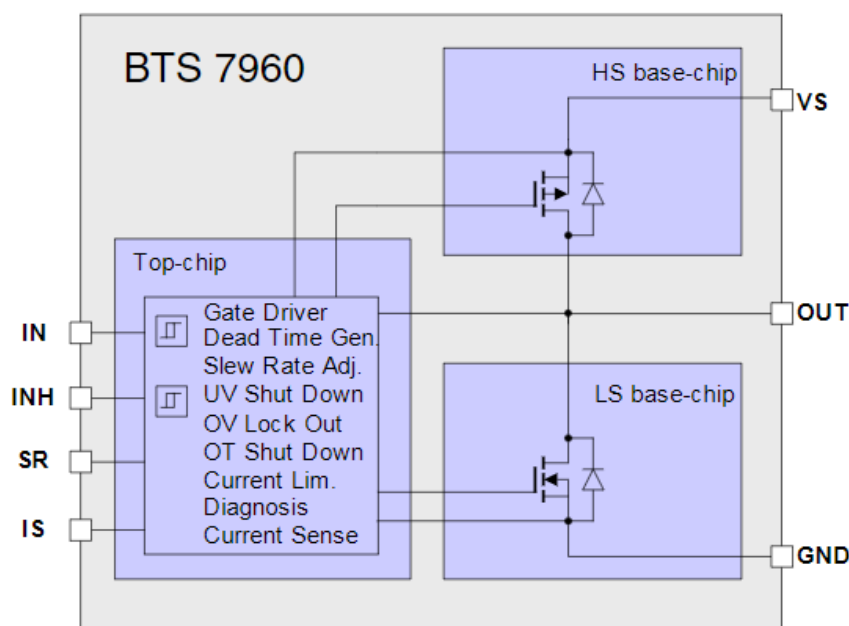 BTS 7960
HS base-chip
VS
Top-chip
Gate Driver
Dead Time Gen.
Slew Rate Adj.
UV Shut Down
OV Lock Out
OT Shut Down
Current Lim.
Diagnosis
Current Sense
IN
INH
SR
IS
OUT
LS base-chip
GND